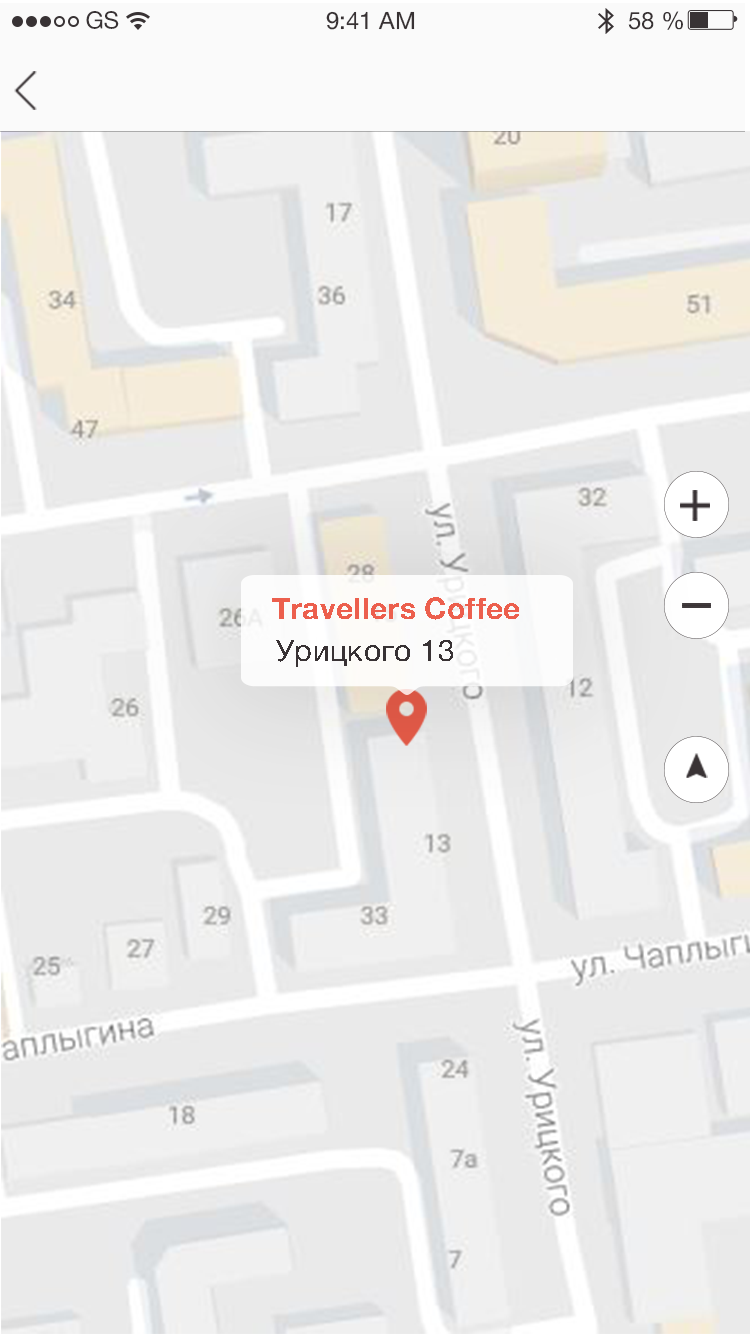 GS 9:41 AM 58 %
20
17
34
36
51
47
32
ул. Урицкого
28
26А
Travellers Coffee
Урицкого 13
12
26
13
29
33
27
25
ул. Чаплыги
аплыгина
ул. Урицкого
24
18
7а
7